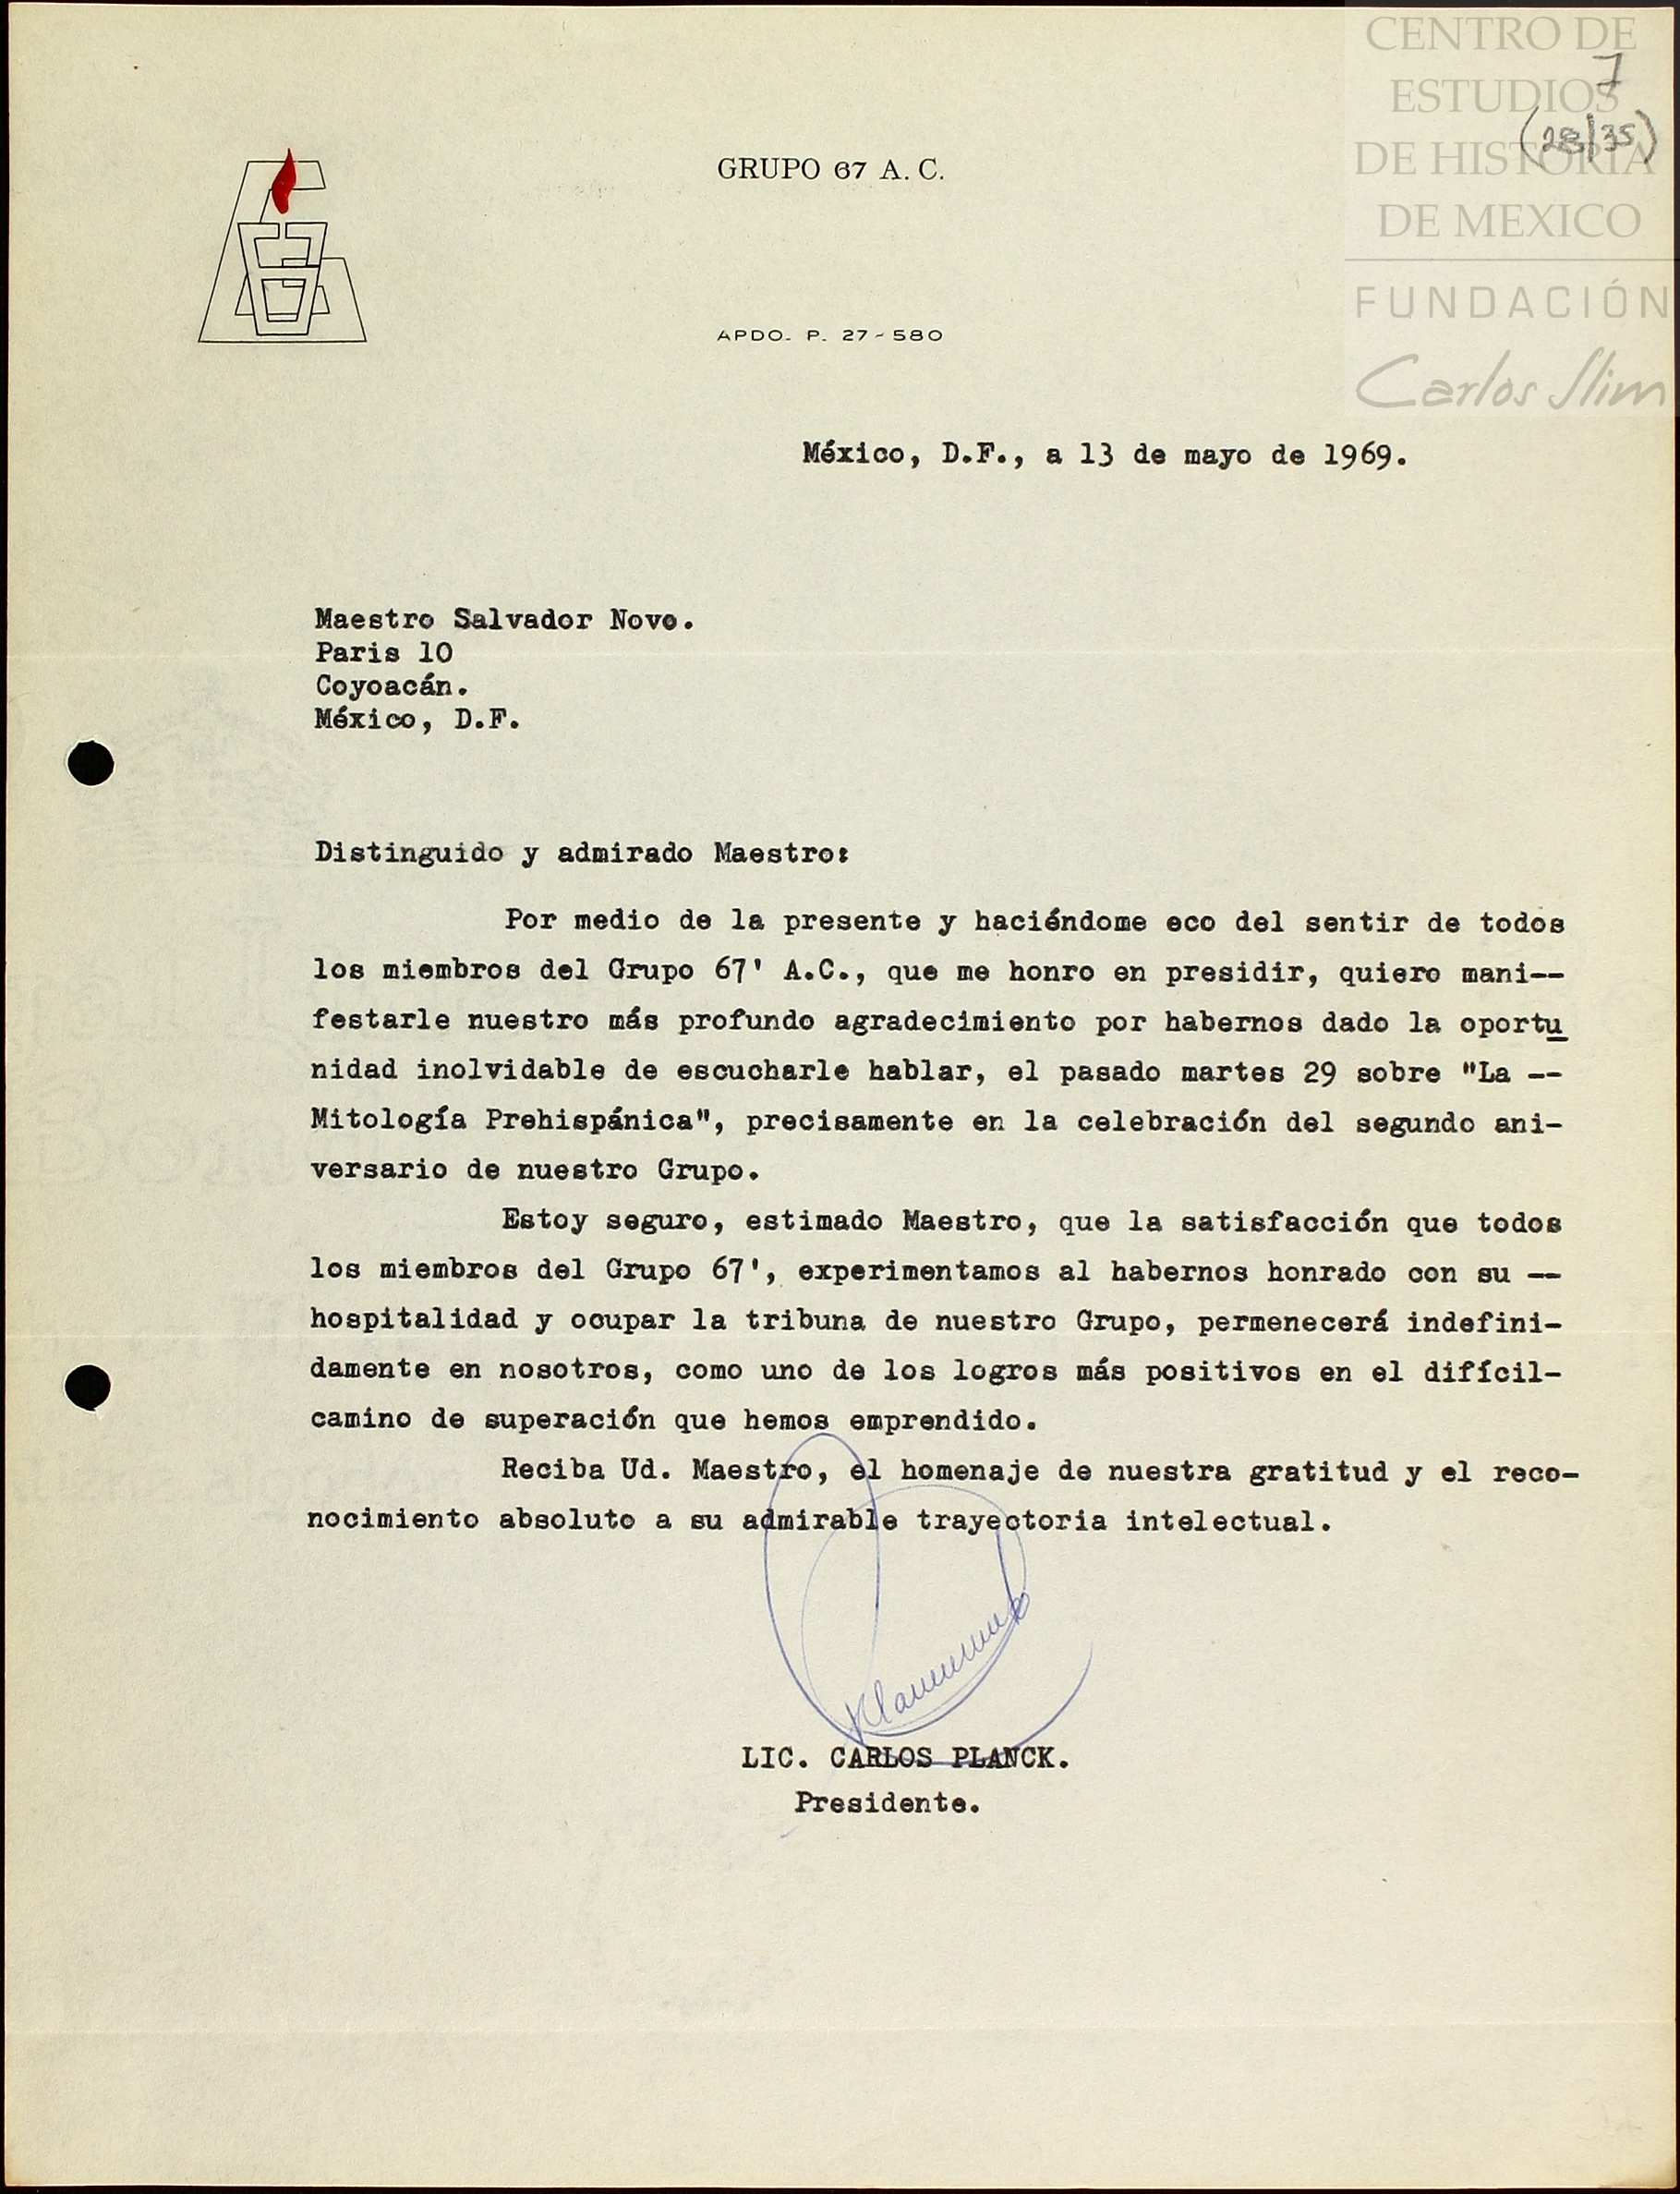 CENTRO DE
ESTUDIOS
DE HISTORIA
DE MEXICO
FUNDACIÓN
Carlos Slim
7
(28/35)
GRUPO 67 A. C.
APDO. P. 27-580
México, D.F., a 13 de mayo de 1969.
Maestro Salvador Novo.
Paris 10
Coyoacán.
México, D.F.
Distinguido y admirado Maestro:
Por medio de la presente y haciéndome eco del sentir de todos
los miembros del Grupo 67' A.C., que me honro en presidir, quiero mani--
festarle nuestro más profundo agradecimiento por habernos dado la oportu
nidad inolvidable de escucharle hablar, el pasado martes 29 sobre "La --
Mitología Prehispánica", precisamente en la celebración del segundo ani-
versario de nuestro Grupo.
Estoy seguro, estimado Maestro, que la satisfacción que todos
los miembros del Grupo 67', experimentamos al habernos honrado con su --
hospitalidad y ocupar la tribuna de nuestro Grupo, permenecerá indefini-
damente en nosotros, como uno de los logros más positivos en el difícil-
camino de superación que hemos emprendido.
Reciba Ud. Maestro, el homenaje de nuestra gratitud y el reco-
nocimiento absoluto a su admirable trayectoria intelectual.
LIC. CARLOS PLANCK.
Presidente.